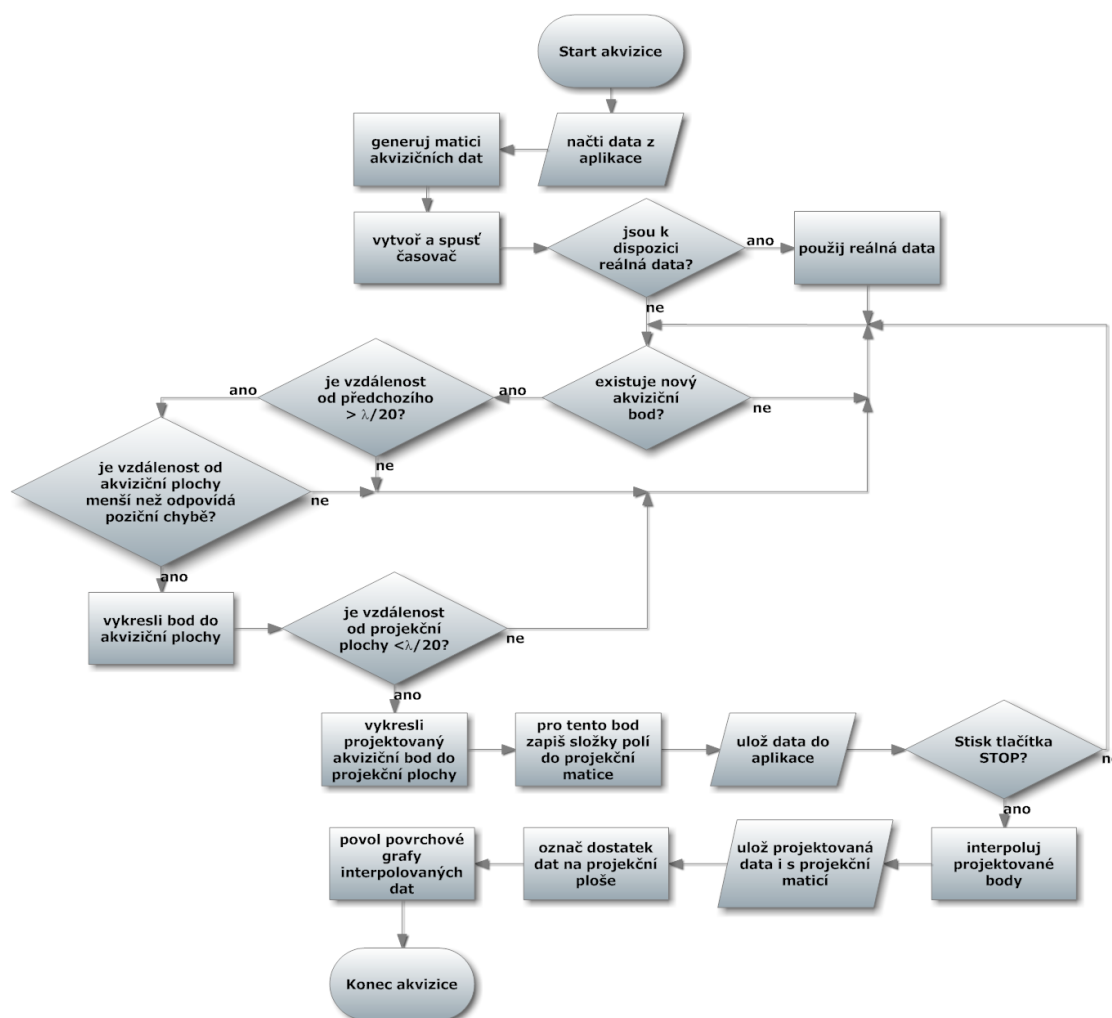 Start akvizice
načti data z
aplikace
generuj matici
akvizičních dat
vytvoř a spusť
časovač
jsou k
dispozici
reálná data?
ano
použij reálná data
ne
existuje nový
akviziční
bod?
ne
ano
je vzdálenost
od předchozího
> λ/20?
ano
ne
je vzdálenost od
akviziční plochy
menší než odpovídá
poziční chybě?
ne
ano
vykresli bod do
akviziční plochy
je vzdálenost
od projekční
plochy <λ/20?
ne
ano
vykresli
projektovaný
akviziční bod do
projekční plochy
pro tento bod
zapiš složky polí
do projekční
matice
ulož data do
aplikace
Stisk tlačítka
STOP?
ano
interpoluj
projektované
body
ulož projektovaná
data i s projekční
maticí
označ dostatek
dat na projekční
ploše
povol povrchové
grafy
interpolovaných
dat
Konec akvizice